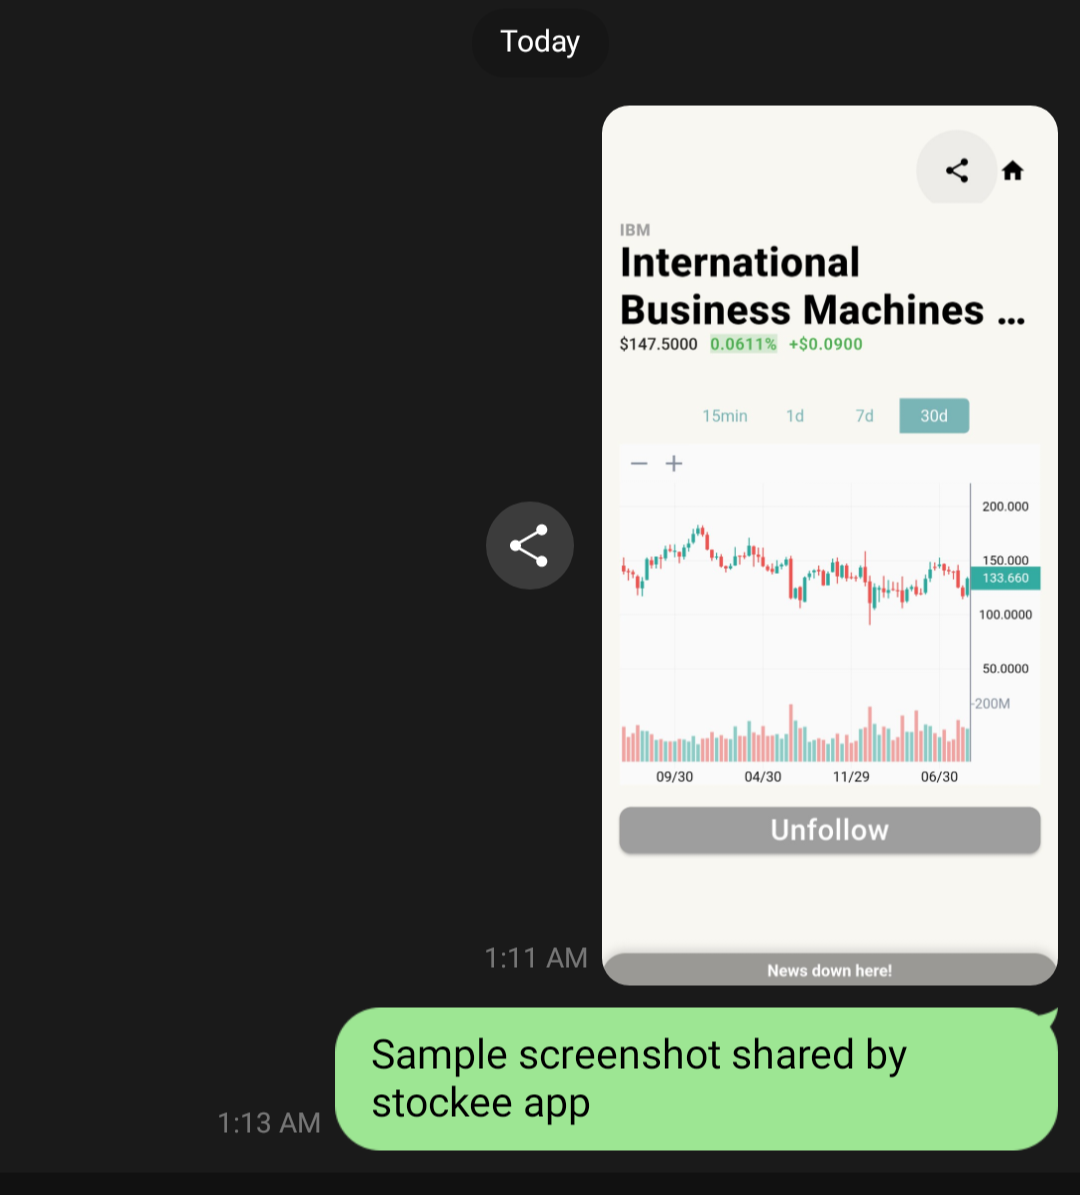 Today
IBM
International
Business Machines ...
$147.5000 0.0611% +$0.0900
15min 1d 7d 30d
− +
200.000
150.000
133.660
100.0000
50.0000
-200M
09/30 04/30 11/29 06/30
Unfollow
News down here!
1:11 AM
Sample screenshot shared by
stockee app
1:13 AM